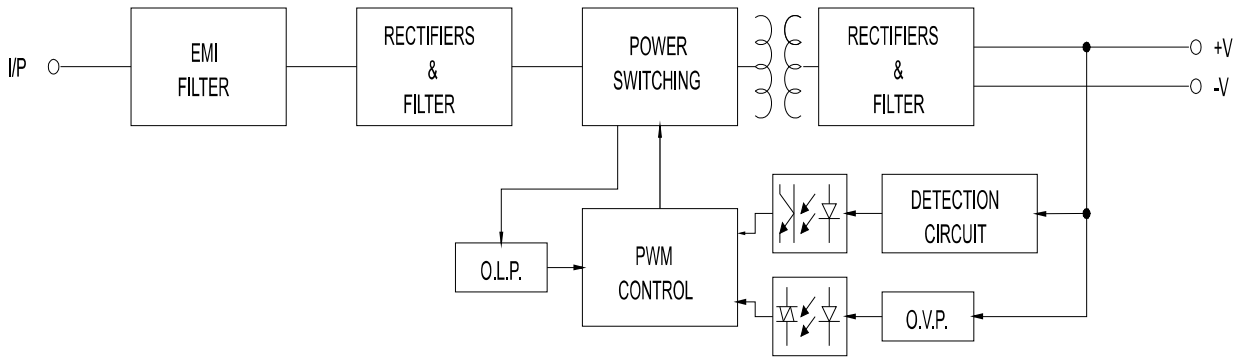 I/P
EMI
FILTER
RECTIFIERS
&
FILTER
POWER
SWITCHING
RECTIFIERS
&
FILTER
+V
-V
O.L.P.
PWM
CONTROL
DETECTION
CIRCUIT
O.V.P.